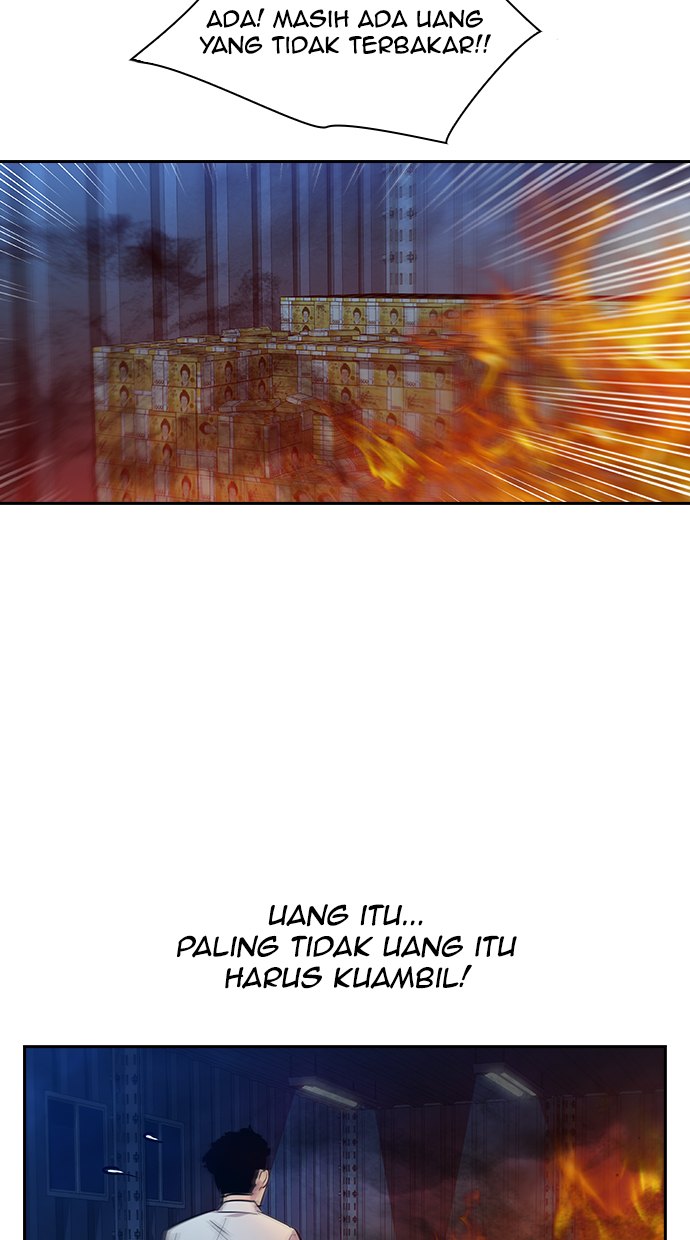 ADA! MASIH ADA UANG
YANG TIDAK TERBAKAR!!
UANG ITU...
PALING TIDAK UANG ITU
HARUS KUAMBIL!